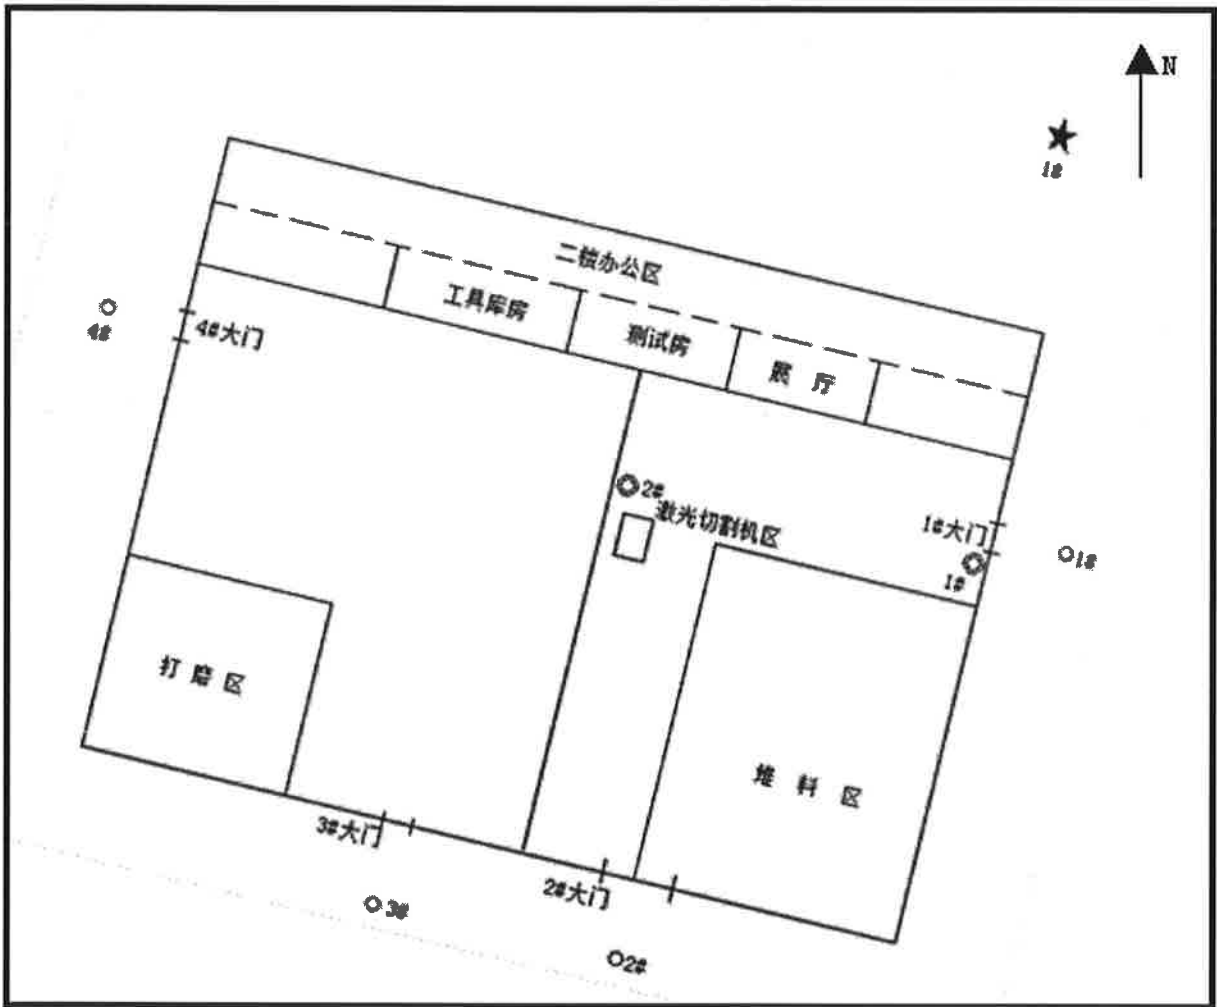 N
1#
二楼办公区
工具库房
测试房
展 厅
4#
4#大门
2#
激光切割机区
1#大门
1#
1#
打 磨 区
堆 料 区
3#大门
2#大门
3#
2#